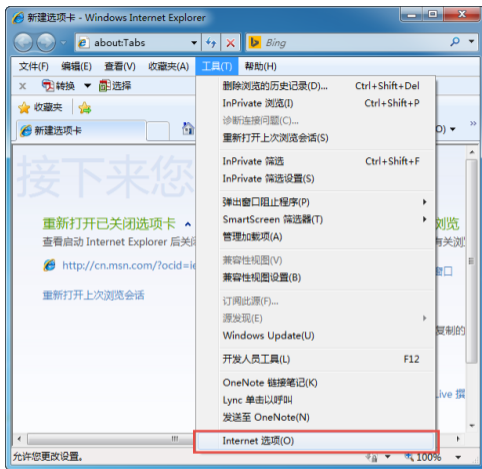 新建选项卡 - Windows Internet Explorer
about:Tabs
Bing
文件(F) 编辑(E) 查看(V) 收藏夹(A) 工具(T) 帮助(H)
x 转换 选择
收藏夹
新建选项卡
O)
接下来您
重新打开已关闭选项卡
查看启动 Internet Explorer 后关
http://cn.msn.com/?ocid=ie
重新打开上次浏览会话
删除浏览的历史记录(D)... Ctrl+Shift+Del
InPrivate 浏览(I) Ctrl+Shift+P
诊断连接问题(C)...
重新打开上次浏览会话(S)
InPrivate 筛选 Ctrl+Shift+F
InPrivate 筛选设置(S)
弹出窗口阻止程序(P)
SmartScreen 筛选器(T)
管理加载项(A)
兼容性视图(V)
兼容性视图设置(B)
订阅此源(F)...
源发现(E)
Windows Update(U)
开发人员工具(L) F12
OneNote 链接笔记(K)
Lync 单击以呼叫
发送至 OneNote(N)
Internet 选项(O)
浏览
窗口
复制的
Live 撰
允许您更改设置。
100%